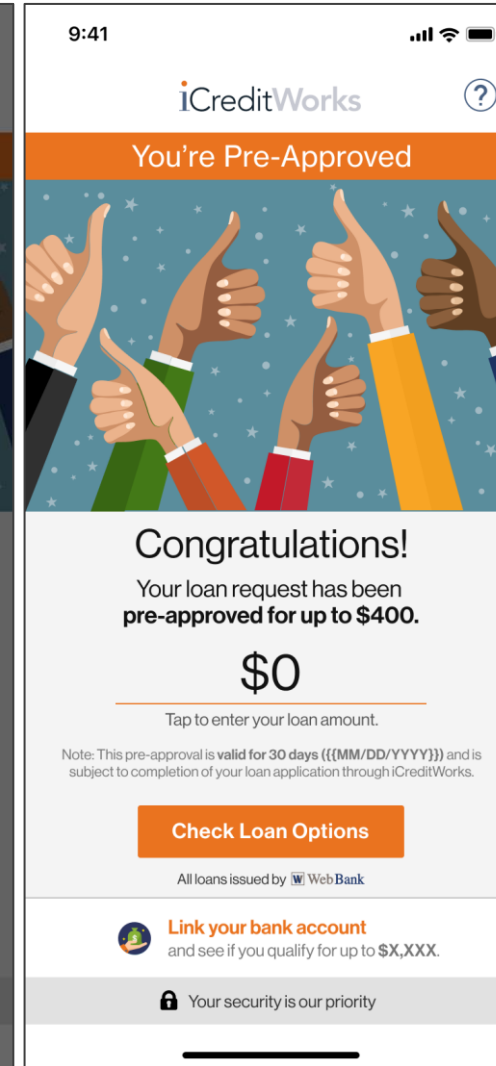 9:41
iCreditWorks
?
You're Pre-Approved
Congratulations!
Your loan request has been
pre-approved for up to $400.
$0
Tap to enter your loan amount.
Note: This pre-approval is valid for 30 days ({{MM/DD/YYYY}}) and is
subject to completion of your loan application through iCreditWorks.
Check Loan Options
All loans issued by W WebBank
Link your bank account
and see if you qualify for up to $X,XXX.
Your security is our priority